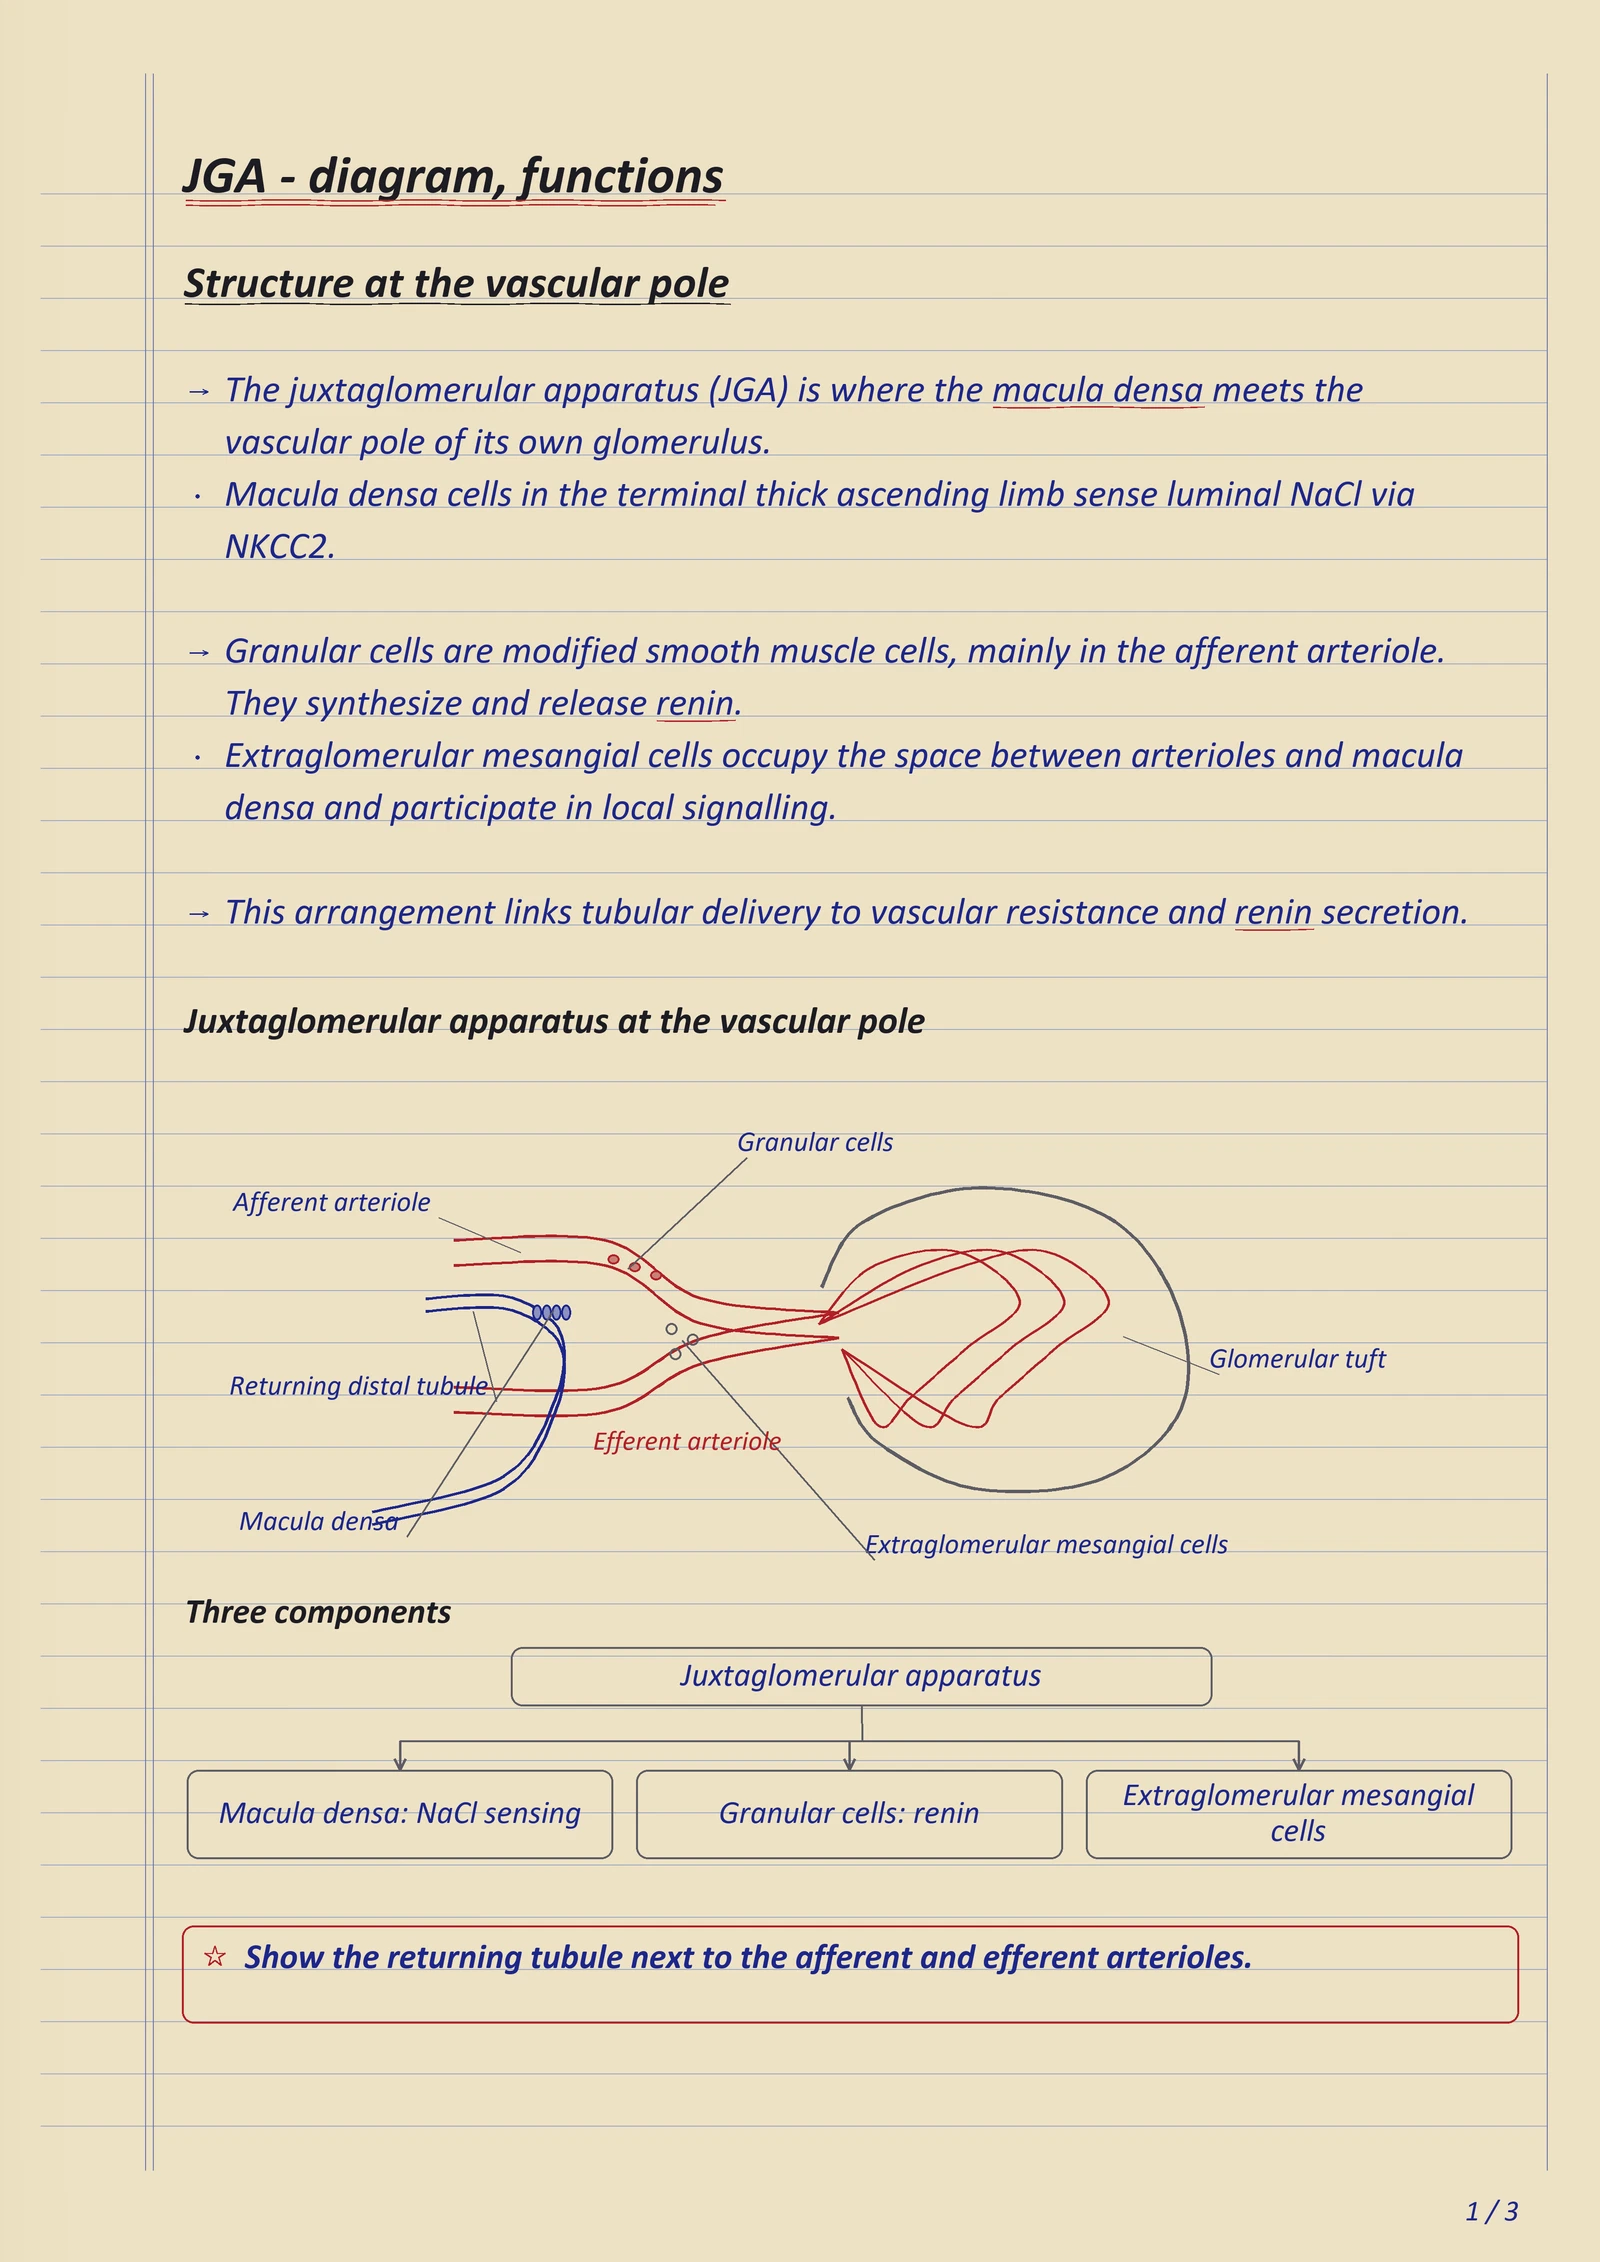 JGA - diagram, functions
Structure at the vascular pole
→ The juxtaglomerular apparatus (JGA) is where the macula densa meets the
vascular pole of its own glomerulus.
· Macula densa cells in the terminal thick ascending limb sense luminal NaCl via
NKCC2.
→ Granular cells are modified smooth muscle cells, mainly in the afferent arteriole.
They synthesize and release renin.
· Extraglomerular mesangial cells occupy the space between arterioles and macula
densa and participate in local signalling.
→ This arrangement links tubular delivery to vascular resistance and renin secretion.
Juxtaglomerular apparatus at the vascular pole
Granular cells
Afferent arteriole
Glomerular tuft
Returning distal tubule
Efferent arteriole
Macula densa
Extraglomerular mesangial cells
Three components
Juxtaglomerular apparatus
Macula densa: NaCl sensing
Granular cells: renin
Extraglomerular mesangial
cells
☆ Show the returning tubule next to the afferent and efferent arterioles.
1 / 3